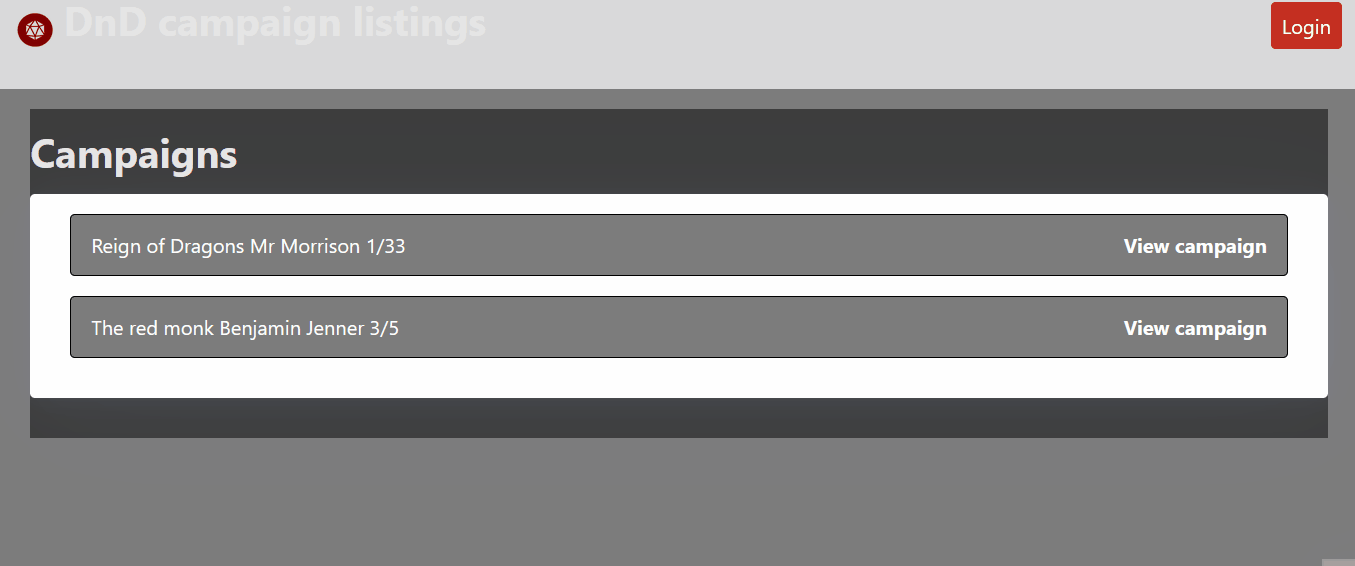 DnD campaign listings
Login
Campaigns
Reign of Dragons Mr Morrison 1/33
View campaign
The red monk Benjamin Jenner 3/5
View campaign